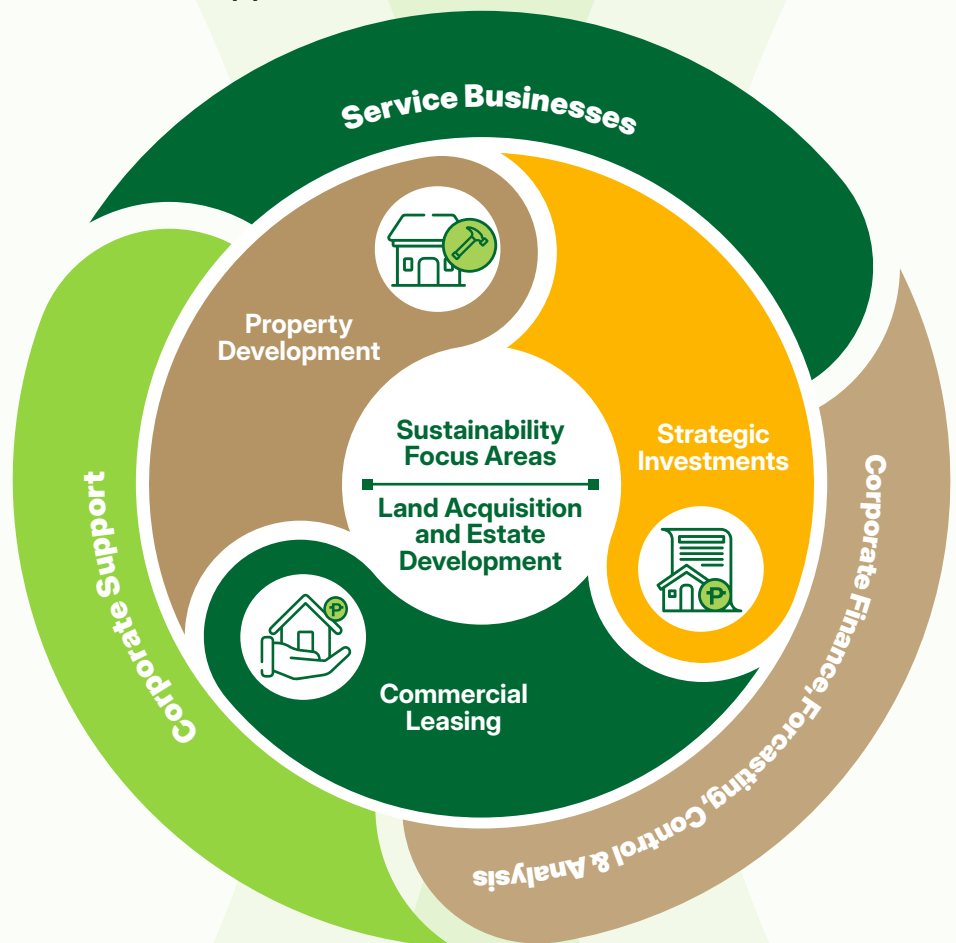 Service Businesses
Property
Development
Strategic
Investments
Sustainability
Focus Areas
Land Acquisition
and Estate
Development
Commercial
Leasing
Corporate Support
Corporate Finance, Forcasting, Control & Analysis